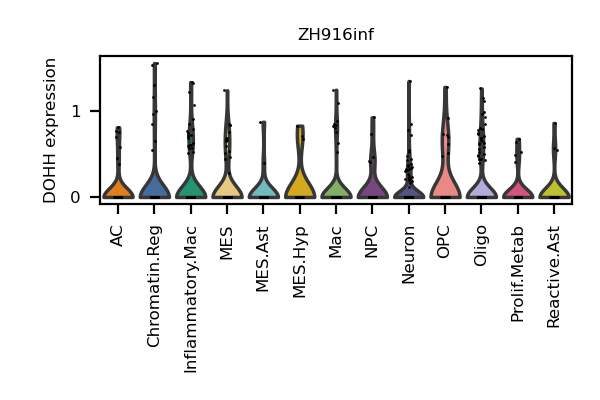 ZH916inf
DOHH expression
1
0
AC
Chromatin.Reg
Inflammatory.Mac
MES
MES.Ast
MES.Hyp
Mac
NPC
Neuron
OPC
Oligo
Prolif.Metab
Reactive.Ast